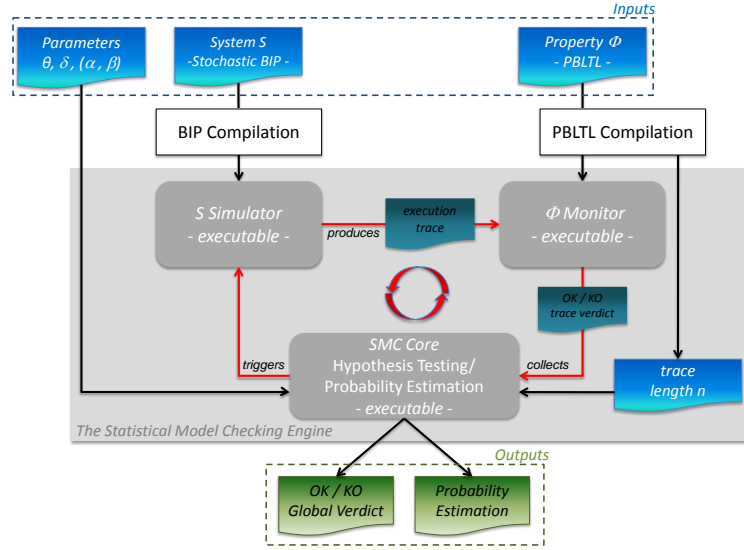 Inputs
Parameters
θ, δ, (α, β)
System S
-Stochastic BIP -
Property Φ
- PBLTL -
BIP Compilation
PBLTL Compilation
S Simulator
- executable -
produces
execution
trace
Φ Monitor
- executable -
OK / KO
trace verdict
triggers
SMC Core
Hypothesis Testing/
Probability Estimation
- executable -
collects
trace
length n
The Statistical Model Checking Engine
Outputs
OK / KO
Global Verdict
Probability
Estimation